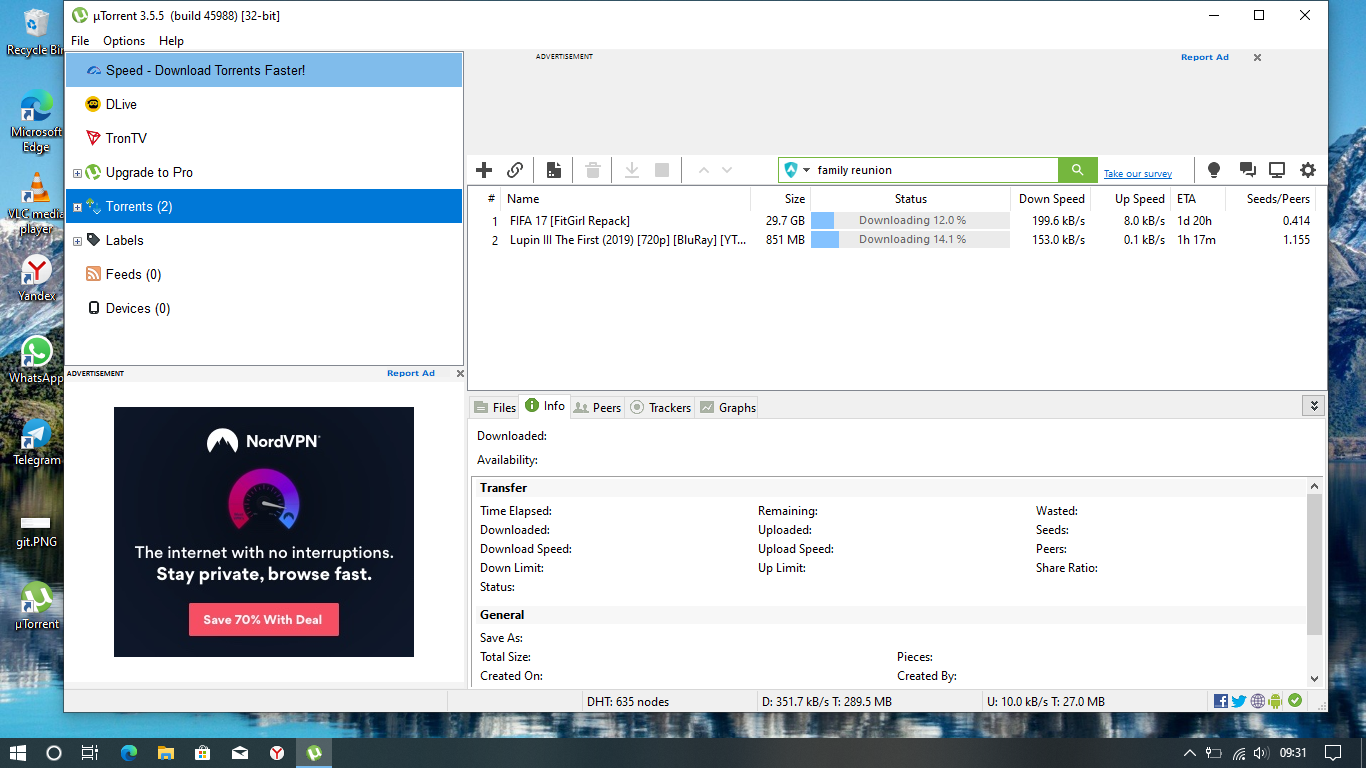 µTorrent 3.5.5 (build 45988) [32-bit]
File Options Help
Recycle Bin
Microsoft
Edge
VLC media
player
Yandex
WhatsApp
Telegram
git.PNG
µTorrent
Speed - Download Torrents Faster!
DLive
TronTV
Upgrade to Pro
Torrents (2)
Labels
Feeds (0)
Devices (0)
ADVERTISEMENT Report Ad
NordVPN
The internet with no interruptions.
Stay private, browse fast.
Save 70% With Deal
ADVERTISEMENT Report Ad
family reunion
Take our survey
# Name Size Status Down Speed Up Speed ETA Seeds/Peers
1 FIFA 17 [FitGirl Repack] 29.7 GB Downloading 12.0 % 199.6 kB/s 8.0 kB/s 1d 20h 0.414
2 Lupin III The First (2019) [720p] [BluRay] [YT... 851 MB Downloading 14.1 % 153.0 kB/s 0.1 kB/s 1h 17m 1.155
Files Info Peers Trackers Graphs
Downloaded:
Availability:
Transfer
Time Elapsed: Remaining: Wasted:
Downloaded: Uploaded: Seeds:
Download Speed: Upload Speed: Peers:
Down Limit: Up Limit: Share Ratio:
Status:
General
Save As:
Total Size: Pieces:
Created On: Created By:
DHT: 635 nodes D: 351.7 kB/s T: 289.5 MB U: 10.0 kB/s T: 27.0 MB
09:31